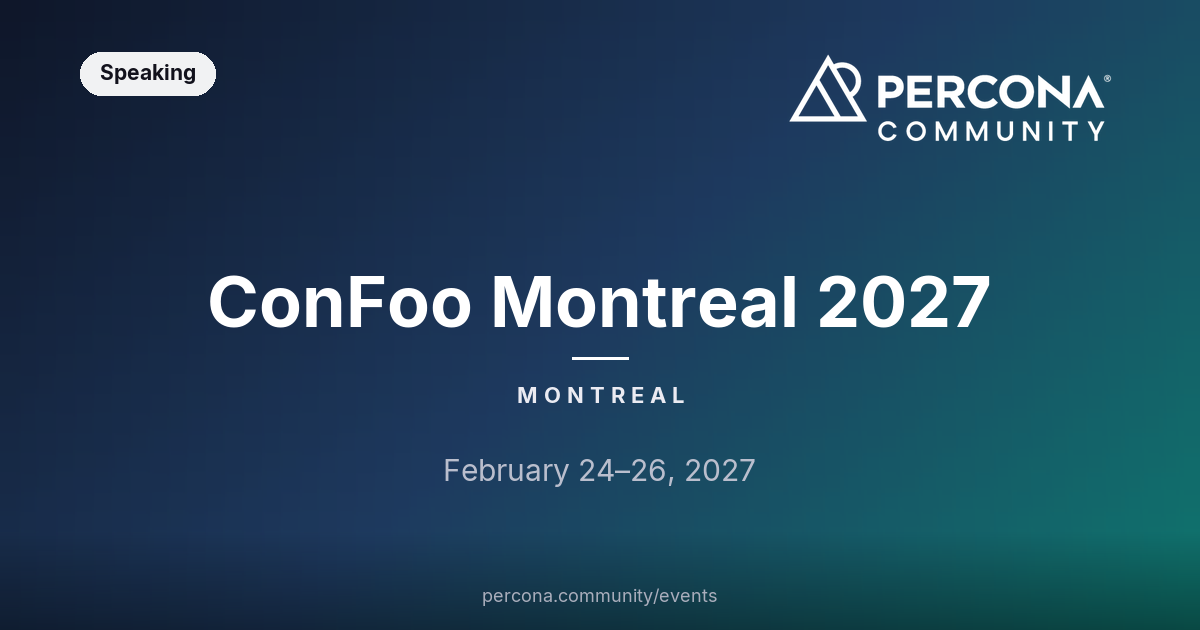 Speaking
PERCONA®
COMMUNITY
ConFoo Montreal 2027
MONTREAL
February 24–26, 2027
percona.community/events